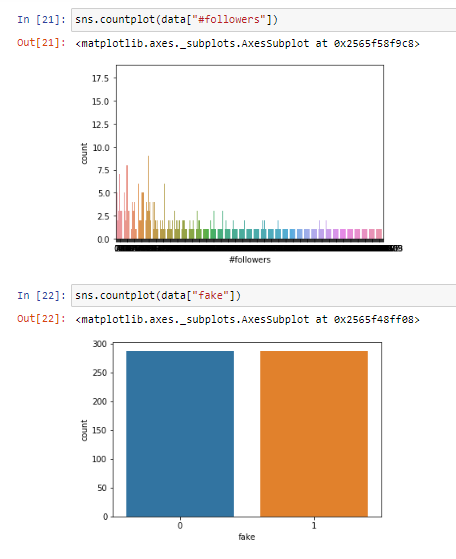 In [21]: sns.countplot(data["#followers"])
Out[21]: <matplotlib.axes._subplots.AxesSubplot at 0x2565f58f9c8>
17.5
15.0
12.5
10.0
7.5
5.0
2.5
0.0
count
#followers
In [22]: sns.countplot(data["fake"])
Out[22]: <matplotlib.axes._subplots.AxesSubplot at 0x2565f48ff08>
300
250
200
150
100
50
0
count
0 1
fake